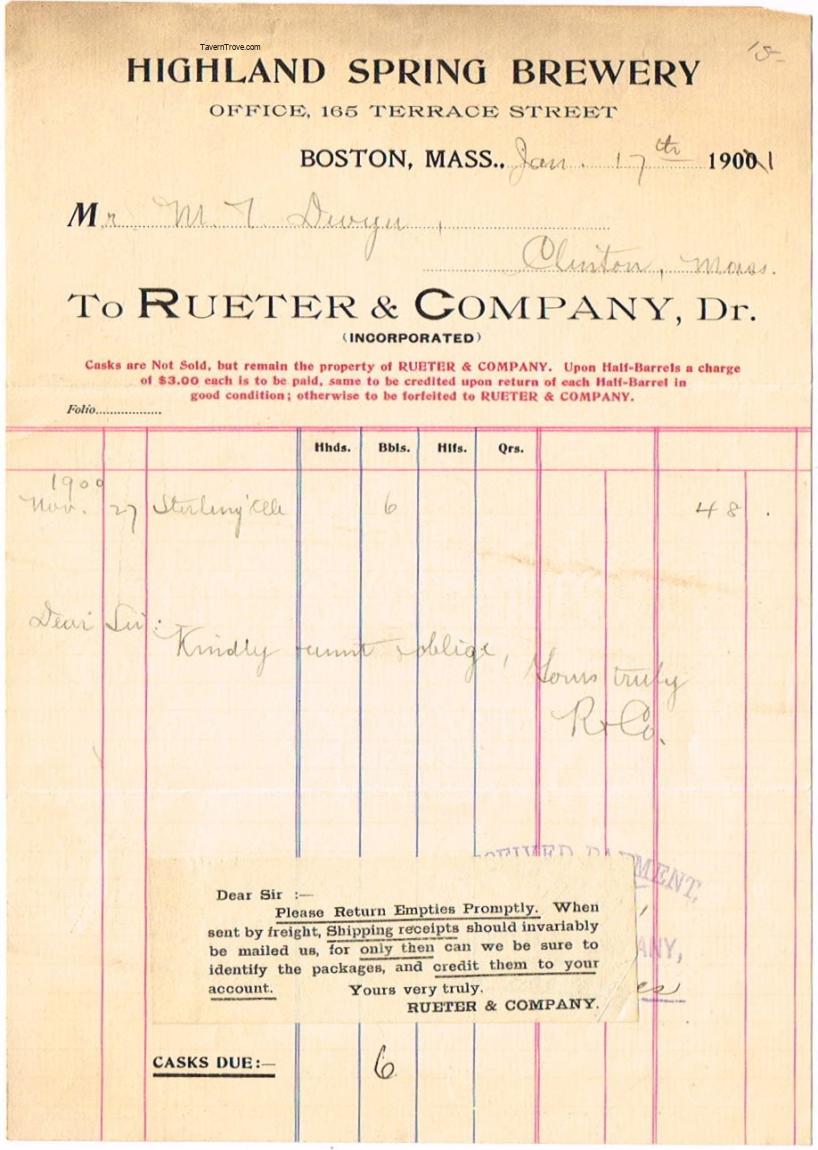 TavernTrove.com
HIGHLAND SPRING BREWERY
OFFICE, 165 TERRACE STREET
BOSTON, MASS., Jan. 17th 1901
Mr M. T. Dwyer,
Clinton, Mass.
To RUETER & COMPANY, Dr.
(INCORPORATED)
Casks are Not Sold, but remain the property of RUETER & COMPANY. Upon Half-Barrels a charge
of $3.00 each is to be paid, same to be credited upon return of each Half-Barrel in
good condition; otherwise to be forfeited to RUETER & COMPANY.
Folio
Hhds. Bbls. Hlfs. Qrs.
1900
Nov. 27 Sterling Ale 6 48 .
Dear Sir:
Kindly remit & oblige,
Yours truly
R & Co.
RECEIVED PAYMENT,
Dear Sir :—
Please Return Empties Promptly. When
sent by freight, Shipping receipts should invariably
be mailed us, for only then can we be sure to
identify the packages, and credit them to your
account. Yours very truly.
RUETER & COMPANY.
CASKS DUE:— 6